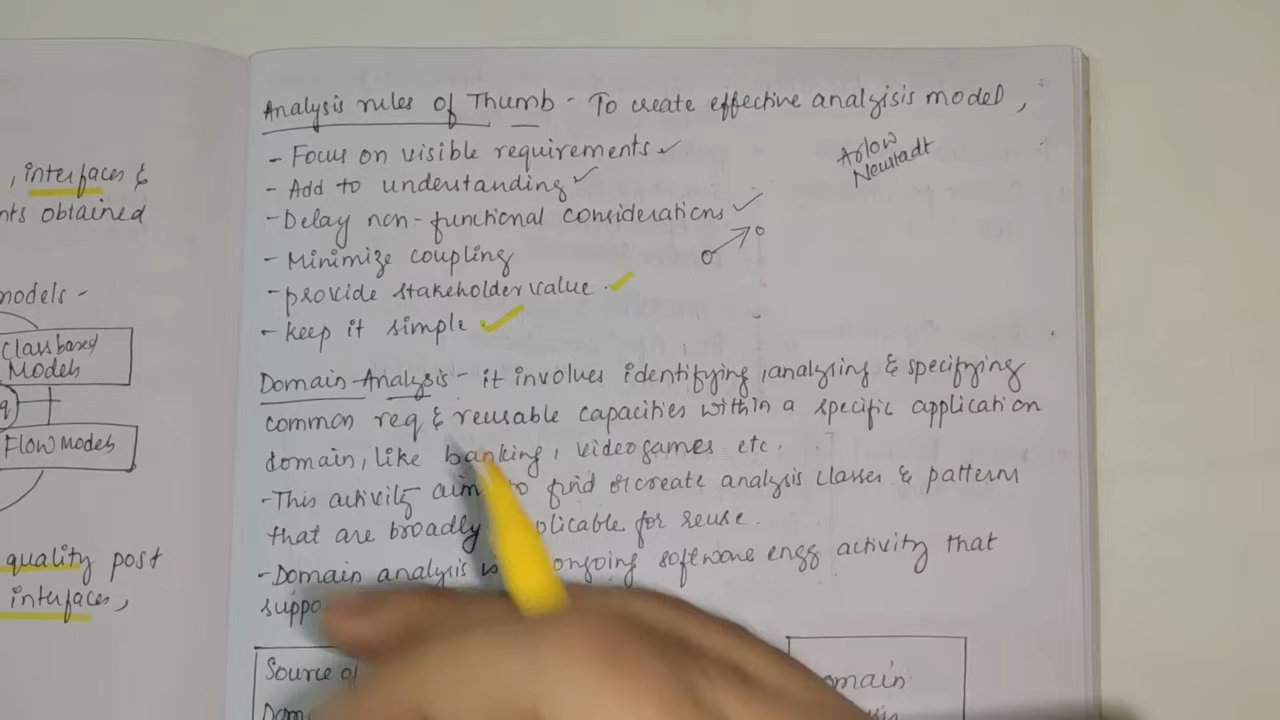 , interfaces &
nts obtained
models -
Class based
Models
Flow models
quality post
interfaces,
Analysis rules of Thumb - To create effective analyisis model,
Arlow
Neustadt
- Focus on visible requirements
- Add to understanding
- Delay non-functional considerations
- Minimize coupling
- provide stakeholder value.
- keep it simple
Domain Analysis - it involves identifying, analysing & specifying
common req & reusable capacities within a specific application
domain, like banking, videogames etc.
- This activity aim to find or create analysis classes & pattern
that are broadly applicable for reuse.
- Domain analysis ongoing software engg activity that
suppo
Source of
Doma
omain